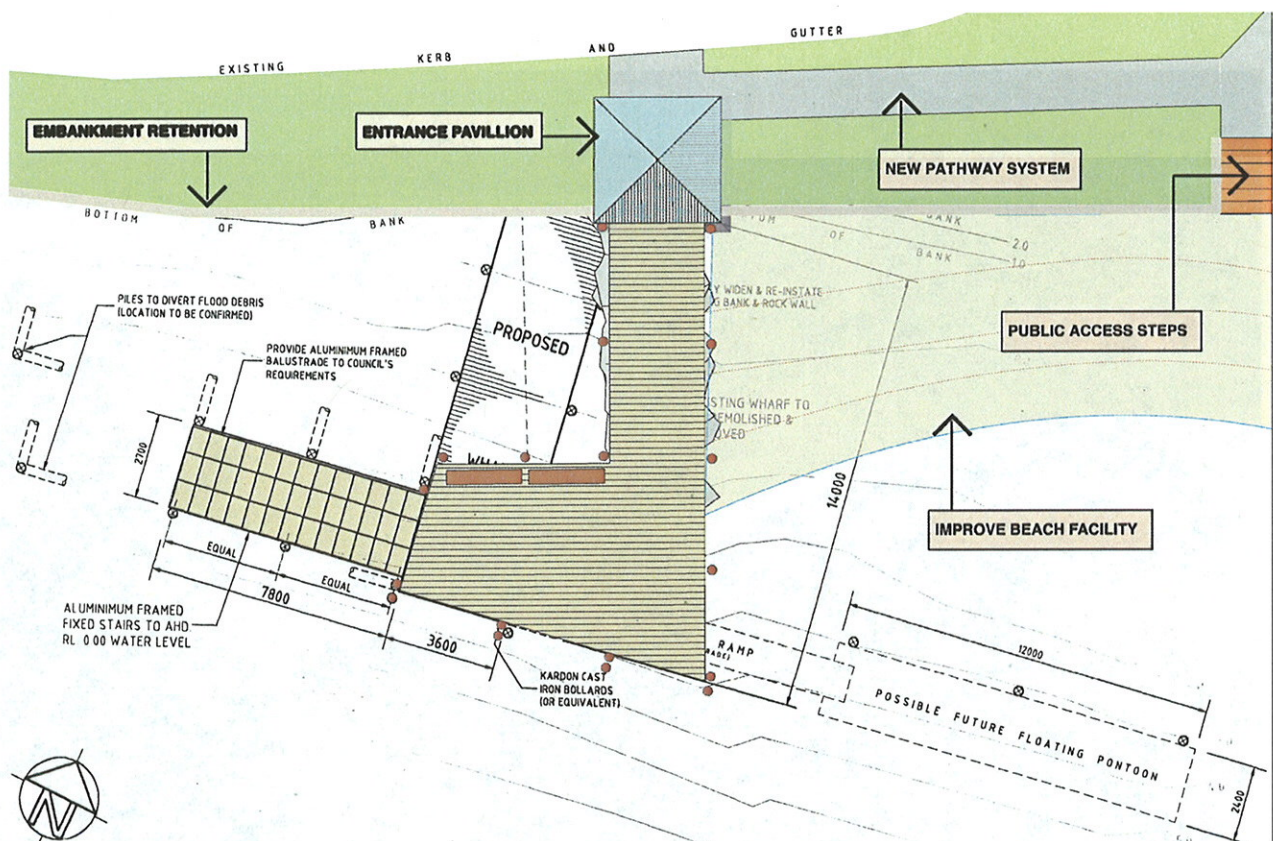 EXISTING KERB AND GUTTER
EMBANKMENT RETENTION
ENTRANCE PAVILLION
NEW PATHWAY SYSTEM
BOTTOM OF BANK
OF BANK
BANK
2.0
1.0
PILES TO DIVERT FLOOD DEBRIS
(LOCATION TO BE CONFIRMED)
PROVIDE ALUMINIUM FRAMED
BALUSTRADE TO COUNCIL'S
REQUIREMENTS
PROPOSED
WIDEN & RE-INSTATE
BANK & ROCK WALL
PUBLIC ACCESS STEPS
WHARF TO
2700
14000
IMPROVE BEACH FACILITY
EQUAL
EQUAL
7800
3600
ALUMINIMUM FRAMED
FIXED STAIRS TO AHD
RL 0.00 WATER LEVEL
KARDON CAST
IRON BOLLARDS
(OR EQUIVALENT)
RAMP
12000
POSSIBLE FUTURE FLOATING PONTOON
2400
N